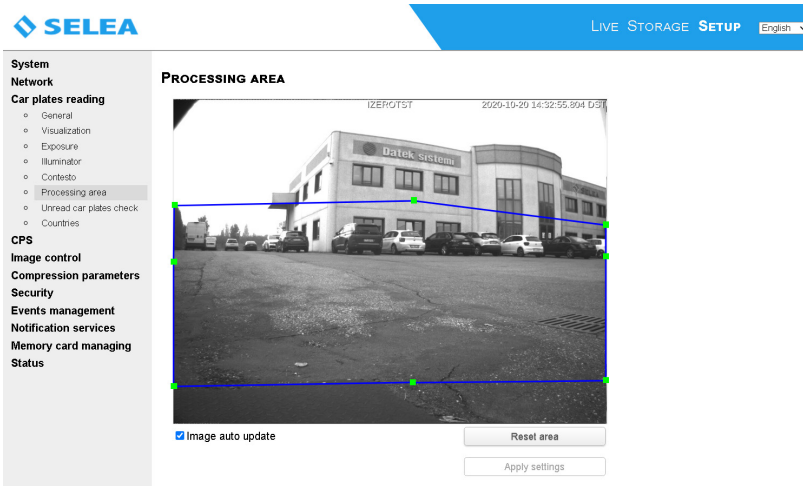 SELEA
LIVE STORAGE SETUP English
System
Network
Car plates reading
General
Visualization
Exposure
Illuminator
Contesto
Processing area
Unread car plates check
Countries
CPS
Image control
Compression parameters
Security
Events management
Notification services
Memory card managing
Status
PROCESSING AREA
IZEROTST 2020-10-20 14:32:55.804 DST
Datek sistemi
Image auto update
Reset area
Apply settings